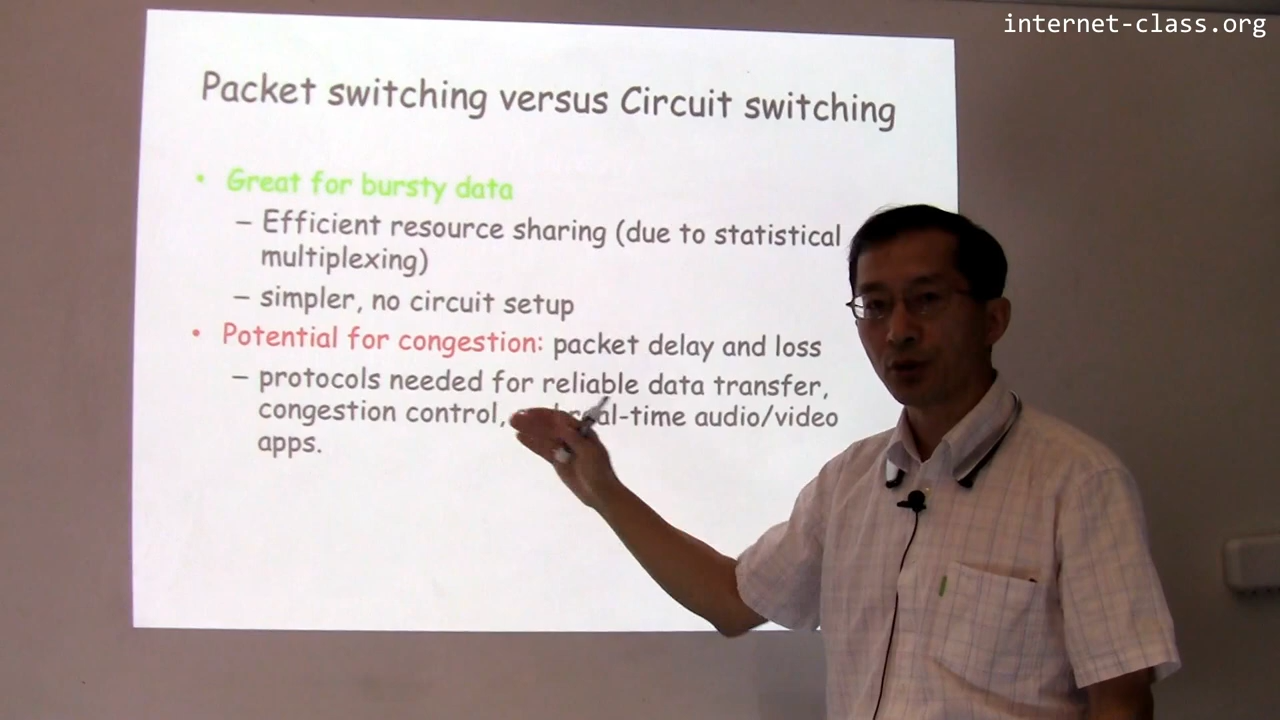 internet-class.org
Packet switching versus Circuit switching
• Great for bursty data
– Efficient resource sharing (due to statistical
multiplexing)
– simpler, no circuit setup
• Potential for congestion: packet delay and loss
– protocols needed for reliable data transfer,
congestion control, real-time audio/video
apps.